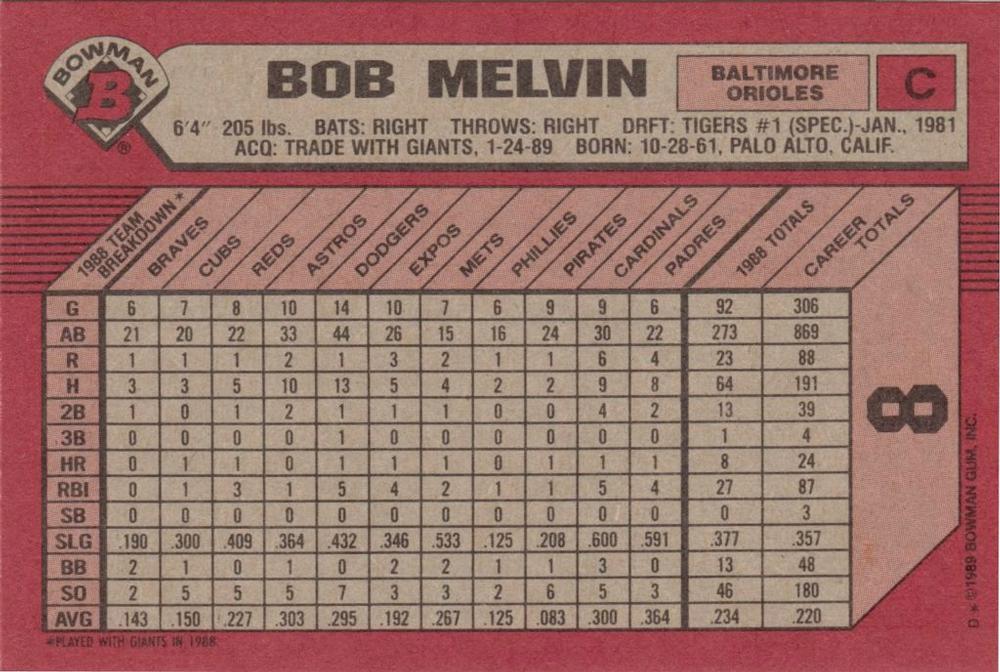 BOWMAN
B
®
BOB MELVIN
BALTIMORE
ORIOLES
C
6'4" 205 lbs. BATS: RIGHT THROWS: RIGHT DRFT: TIGERS #1 (SPEC.)-JAN., 1981
ACQ: TRADE WITH GIANTS, 1-24-89 BORN: 10-28-61, PALO ALTO, CALIF.
1988 TEAM BREAKDOWN* BRAVES CUBS REDS ASTROS DODGERS EXPOS METS PHILLIES PIRATES CARDINALS PADRES 1988 TOTALS CAREER TOTALS
G 6 7 8 10 14 10 7 6 9 9 6 92 306
AB 21 20 22 33 44 26 15 16 24 30 22 273 869
R 1 1 1 2 1 3 2 1 1 6 4 23 88
H 3 3 5 10 13 5 4 2 2 9 8 64 191
2B 1 0 1 2 1 1 1 0 0 4 2 13 39
3B 0 0 0 0 1 0 0 0 0 0 0 1 4
HR 0 1 1 0 1 1 1 0 1 1 1 8 24
RBI 0 1 3 1 5 4 2 1 1 5 4 27 87
SB 0 0 0 0 0 0 0 0 0 0 0 0 3
SLG .190 .300 .409 .364 .432 .346 .533 .125 .208 .600 .591 .377 .357
BB 2 1 0 1 0 2 2 1 1 3 0 13 48
SO 2 5 5 5 7 3 3 2 6 5 3 46 180
AVG .143 .150 .227 .303 .295 .192 .267 .125 .083 .300 .364 .234 .220
*PLAYED WITH GIANTS IN 1988
8
D * ©1989 BOWMAN GUM, INC.